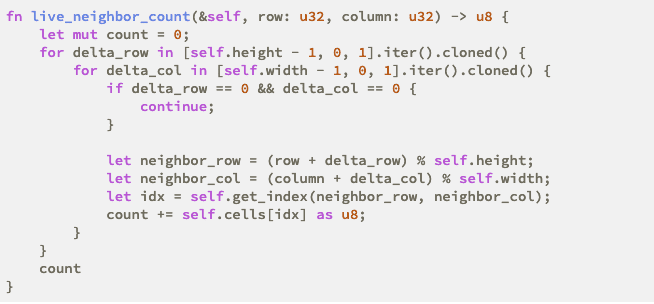 fn live_neighbor_count(&self, row: u32, column: u32) -> u8 {
    let mut count = 0;
    for delta_row in [self.height - 1, 0, 1].iter().cloned() {
        for delta_col in [self.width - 1, 0, 1].iter().cloned() {
            if delta_row == 0 && delta_col == 0 {
                continue;
            }

            let neighbor_row = (row + delta_row) % self.height;
            let neighbor_col = (column + delta_col) % self.width;
            let idx = self.get_index(neighbor_row, neighbor_col);
            count += self.cells[idx] as u8;
        }
    }
    count
}